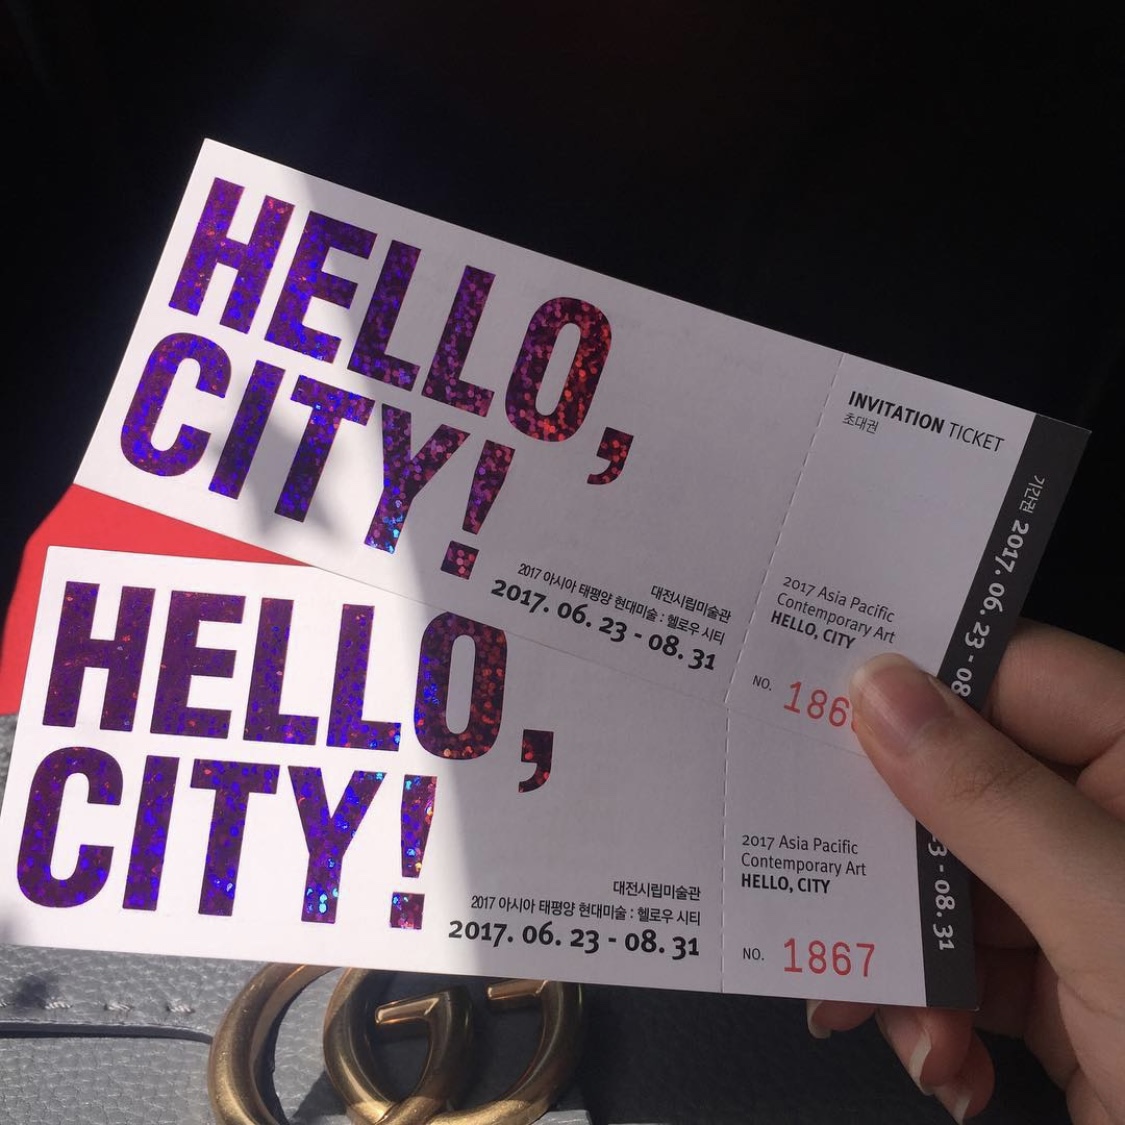 HELLO,
CITY!
대전시립미술관
2017 아시아 태평양 현대미술 : 헬로우 시티
2017. 06. 23 - 08. 31
INVITATION TICKET
초대권
2017 Asia Pacific
Contemporary Art
HELLO, CITY
NO. 186
기간권 2017. 06. 23 - 08
HELLO,
CITY!
대전시립미술관
2017 아시아 태평양 현대미술 : 헬로우 시티
2017. 06. 23 - 08. 31
2017 Asia Pacific
Contemporary Art
HELLO, CITY
NO. 1867
3 - 08. 31